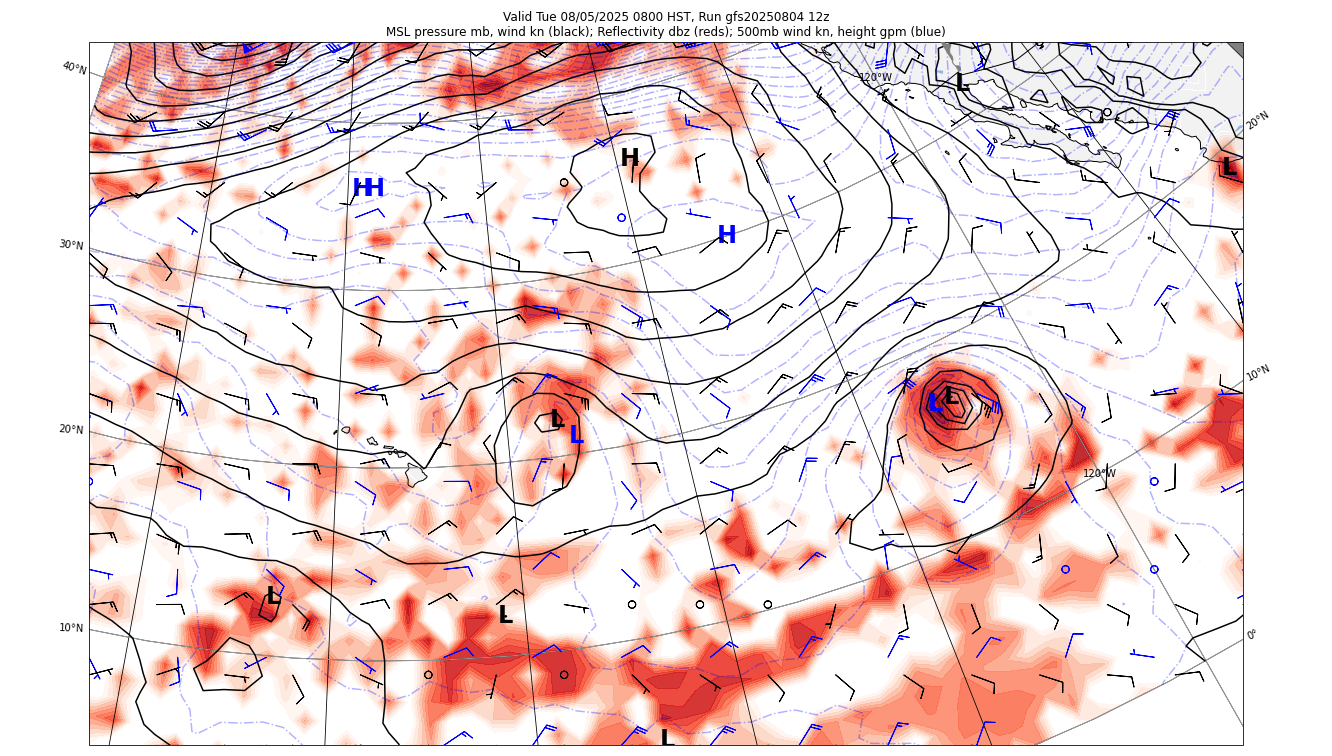 Valid Tue 08/05/2025 0800 HST, Run gfs20250804 12z
MSL pressure mb, wind kn (black); Reflectivity dbz (reds); 500mb wind kn, height gpm (blue)
40°N
120°W
L
20°N
H
L
HH
H
30°N
10°N
L
L
L
20°N
L
120°W
L
L
10°N
0°
L